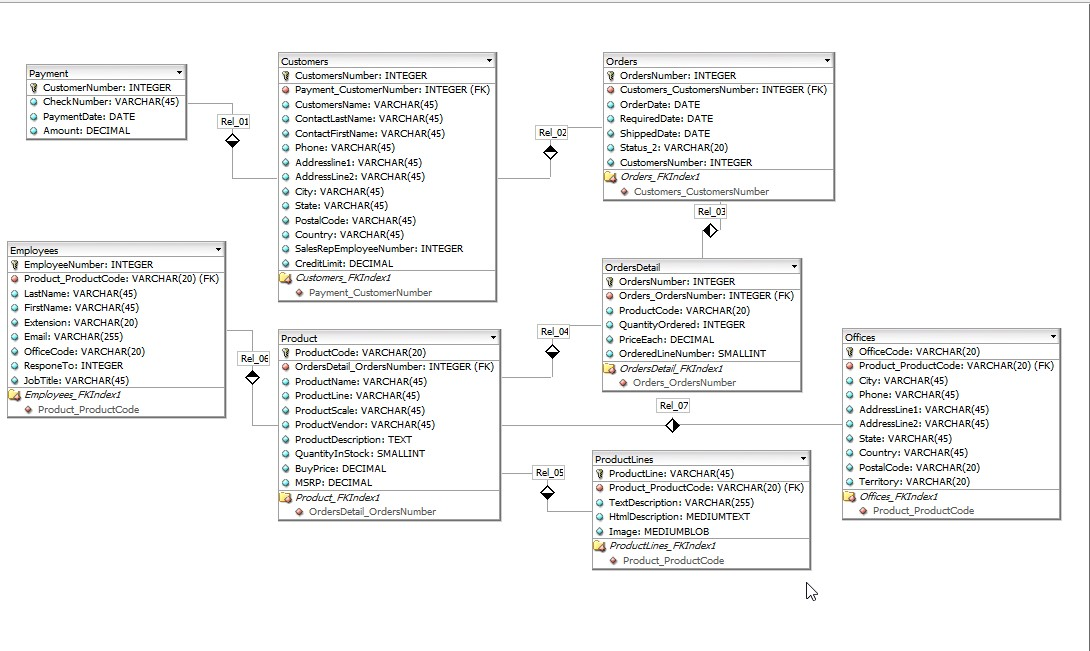 Payment
CustomerNumber: INTEGER
CheckNumber: VARCHAR(45)
PaymentDate: DATE
Amount: DECIMAL
Rel_01
Customers
CustomersNumber: INTEGER
Payment_CustomerNumber: INTEGER (FK)
CustomersName: VARCHAR(45)
ContactLastName: VARCHAR(45)
ContactFirstName: VARCHAR(45)
Phone: VARCHAR(45)
Addressline1: VARCHAR(45)
AddressLine2: VARCHAR(45)
City: VARCHAR(45)
State: VARCHAR(45)
PostalCode: VARCHAR(45)
Country: VARCHAR(45)
SalesRepEmployeeNumber: INTEGER
CreditLimit: DECIMAL
Customers_FKIndex1
Payment_CustomerNumber
Rel_02
Orders
OrdersNumber: INTEGER
Customers_CustomersNumber: INTEGER (FK)
OrderDate: DATE
RequiredDate: DATE
ShippedDate: DATE
Status_2: VARCHAR(20)
CustomersNumber: INTEGER
Orders_FKIndex1
Customers_CustomersNumber
Rel_03
Employees
EmployeeNumber: INTEGER
Product_ProductCode: VARCHAR(20) (FK)
LastName: VARCHAR(45)
FirstName: VARCHAR(45)
Extension: VARCHAR(20)
Email: VARCHAR(255)
OfficeCode: VARCHAR(20)
ResponeTo: INTEGER
JobTitle: VARCHAR(45)
Employees_FKIndex1
Product_ProductCode
Rel_06
Product
ProductCode: VARCHAR(20)
OrdersDetail_OrdersNumber: INTEGER (FK)
ProductName: VARCHAR(45)
ProductLine: VARCHAR(45)
ProductScale: VARCHAR(45)
ProductVendor: VARCHAR(45)
ProductDescription: TEXT
QuantityInStock: SMALLINT
BuyPrice: DECIMAL
MSRP: DECIMAL
Product_FKIndex1
OrdersDetail_OrdersNumber
Rel_04
OrdersDetail
OrdersNumber: INTEGER
Orders_OrdersNumber: INTEGER (FK)
ProductCode: VARCHAR(20)
QuantityOrdered: INTEGER
PriceEach: DECIMAL
OrderedLineNumber: SMALLINT
OrdersDetail_FKIndex1
Orders_OrdersNumber
Rel_07
Rel_05
ProductLines
ProductLine: VARCHAR(45)
Product_ProductCode: VARCHAR(20) (FK)
TextDescription: VARCHAR(255)
HtmlDescription: MEDIUMTEXT
Image: MEDIUMBLOB
ProductLines_FKIndex1
Product_ProductCode
Offices
OfficeCode: VARCHAR(20)
Product_ProductCode: VARCHAR(20) (FK)
City: VARCHAR(45)
Phone: VARCHAR(45)
AddressLine1: VARCHAR(45)
AddressLine2: VARCHAR(45)
State: VARCHAR(45)
Country: VARCHAR(45)
PostalCode: VARCHAR(20)
Territory: VARCHAR(20)
Offices_FKIndex1
Product_ProductCode